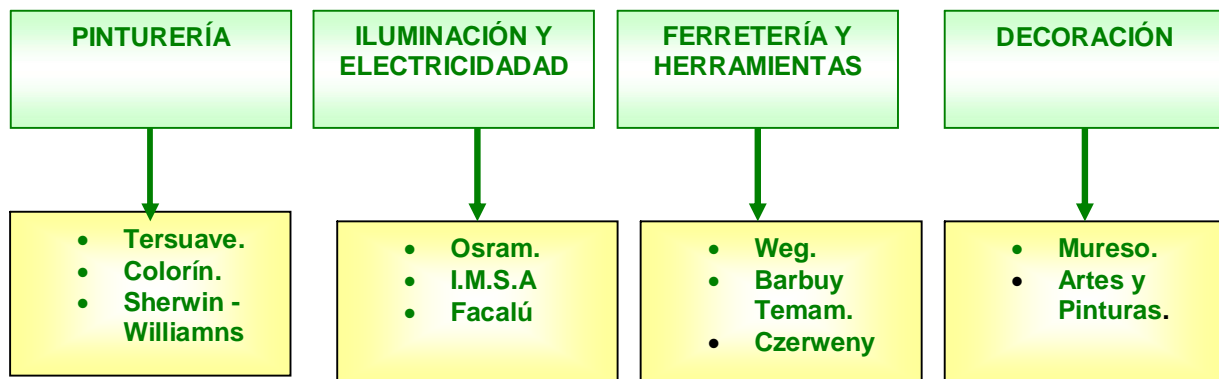 PINTURERÍA
• Tersuave.
• Colorín.
• Sherwin -
Williamns
ILUMINACIÓN Y
ELECTRICIDADAD
• Osram.
• I.M.S.A
• Facalú
FERRETERÍA Y
HERRAMIENTAS
• Weg.
• Barbuy
Temam.
• Czerweny
DECORACIÓN
• Mureso.
• Artes y
Pinturas.